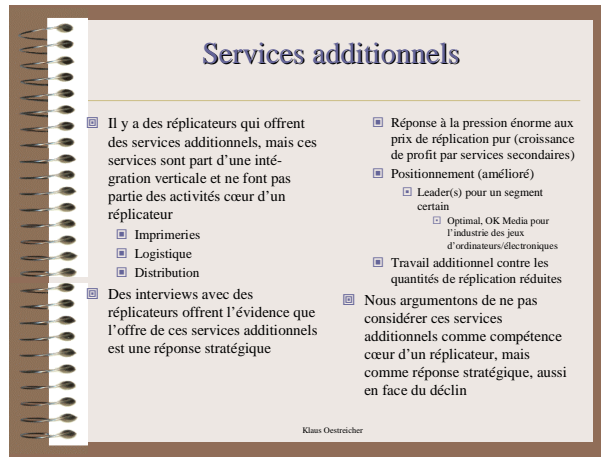 Services additionnels
Il y a des réplicateurs qui offrent
des services additionnels, mais ces
services sont part d'une inté-
gration verticale et ne font pas
partie des activités cœur d'un
réplicateur
Imprimeries
Logistique
Distribution
Des interviews avec des
réplicateurs offrent l'évidence que
l'offre de ces services additionnels
est une réponse stratégique
Réponse à la pression énorme aux
prix de réplication pur (croissance
de profit par services secondaires)
Positionnement (amélioré)
Leader(s) pour un segment
certain
Optimal, OK Media pour
l'industrie des jeux
d'ordinateurs/électroniques
Travail additionnel contre les
quantités de réplication réduites
Nous argumentons de ne pas
considérer ces services
additionnels comme compétence
cœur d'un réplicateur, mais
comme réponse stratégique, aussi
en face du déclin
Klaus Oestreicher